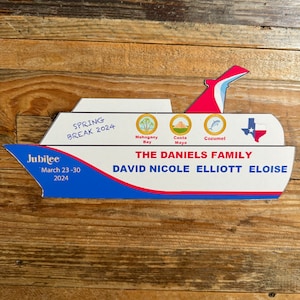 SPRING
BREAK 2024
Mahogany
Bay
Costa
Maya
Cozumel
Jubilee
March 23 -30
2024
THE DANIELS FAMILY
DAVID NICOLE ELLIOTT ELOISE